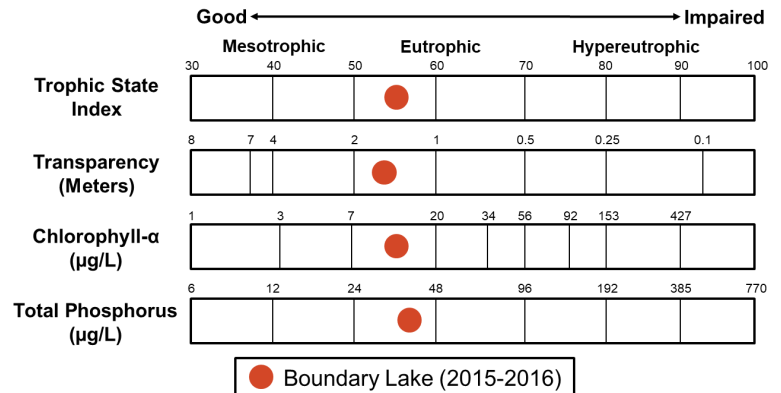 Good Impaired
Mesotrophic Eutrophic Hypereutrophic
30 40 50 60 70 80 90 100
Trophic State
Index
8 7 4 2 1 0.5 0.25 0.1
Transparency
(Meters)
1 3 7 20 34 56 92 153 427
Chlorophyll-α
(µg/L)
6 12 24 48 96 192 385 770
Total Phosphorus
(µg/L)
Boundary Lake (2015-2016)